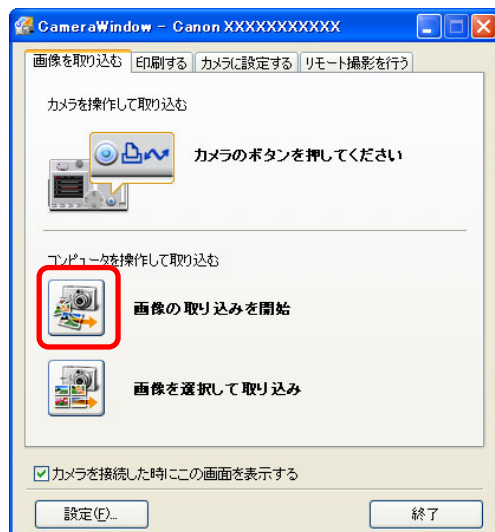 CameraWindow - Canon XXXXXXXXXXX
画像を取り込む 印刷する カメラに設定する リモート撮影を行う
カメラを操作して取り込む
カメラのボタンを押してください
コンピュータを操作して取り込む
画像の取り込みを開始
画像を選択して取り込み
カメラを接続した時にこの画面を表示する
設定(F)... 終了